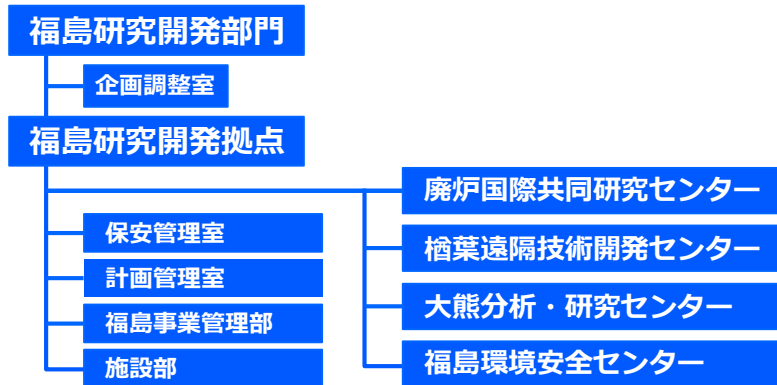 福島研究開発部門
企画調整室
福島研究開発拠点
廃炉国際共同研究センター
楢葉遠隔技術開発センター
大熊分析・研究センター
福島環境安全センター
保安管理室
計画管理室
福島事業管理部
施設部